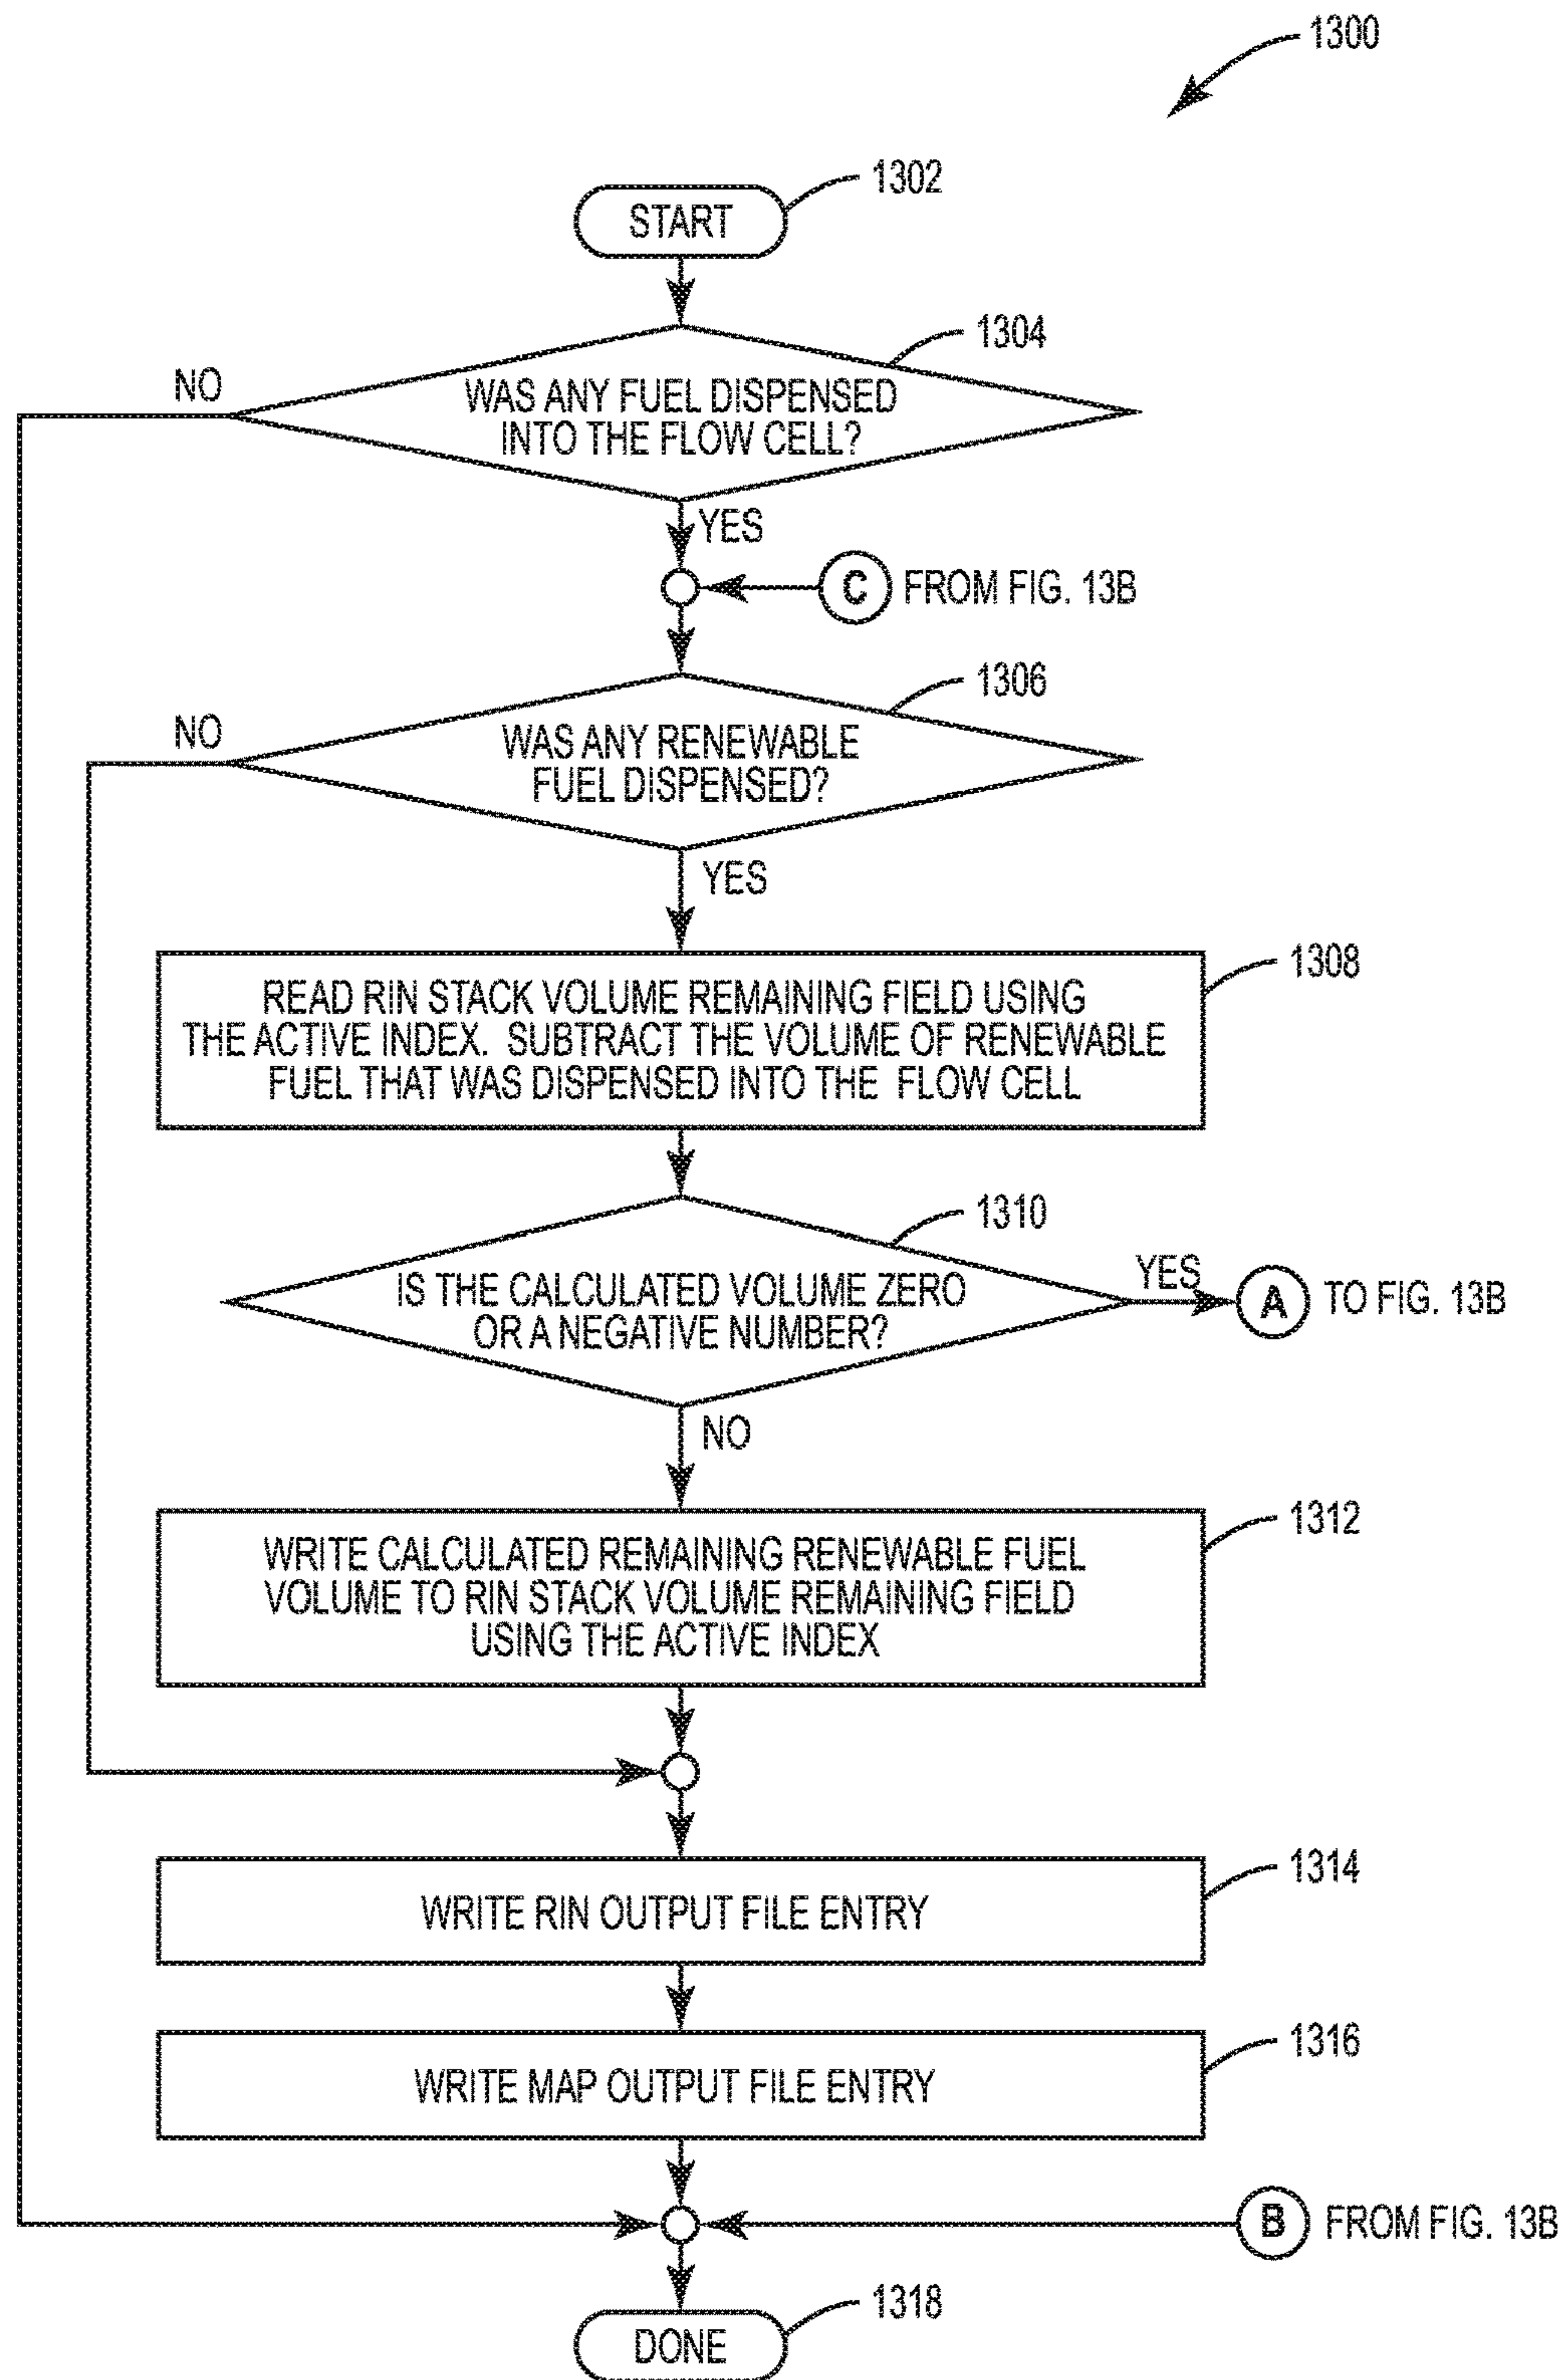 1300
1302
START
1304
NO
WAS ANY FUEL DISPENSED
INTO THE FLOW CELL?
YES
C FROM FIG. 13B
1306
NO
WAS ANY RENEWABLE
FUEL DISPENSED?
YES
1308
READ RIN STACK VOLUME REMAINING FIELD USING
THE ACTIVE INDEX. SUBTRACT THE VOLUME OF RENEWABLE
FUEL THAT WAS DISPENSED INTO THE FLOW CELL
1310
IS THE CALCULATED VOLUME ZERO
OR A NEGATIVE NUMBER?
YES
A TO FIG. 13B
NO
1312
WRITE CALCULATED REMAINING RENEWABLE FUEL
VOLUME TO RIN STACK VOLUME REMAINING FIELD
USING THE ACTIVE INDEX
1314
WRITE RIN OUTPUT FILE ENTRY
1316
WRITE MAP OUTPUT FILE ENTRY
B FROM FIG. 13B
1318
DONE